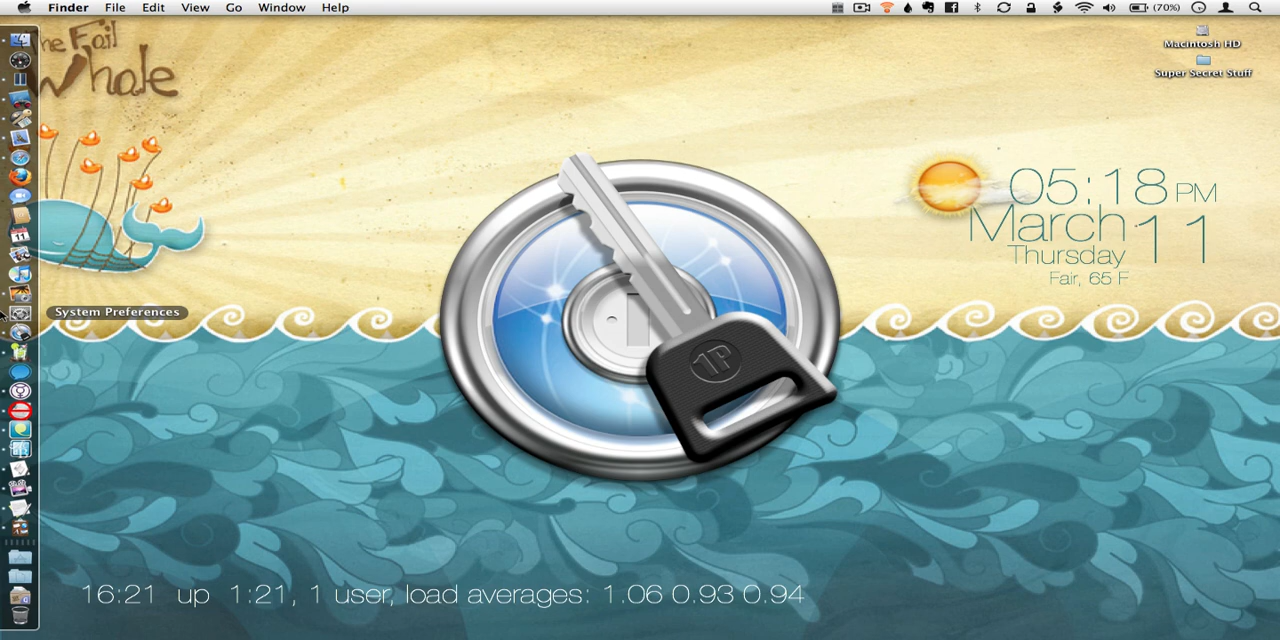 Finder File Edit View Go Window Help
(70%)
The Fail
Whale
Macintosh HD
Super Secret Stuff
05:18 PM
March 11
Thursday
Fair, 65 F
11
System Preferences
1P
16:21 up 1:21, 1 user, load averages: 1.06 0.93 0.94